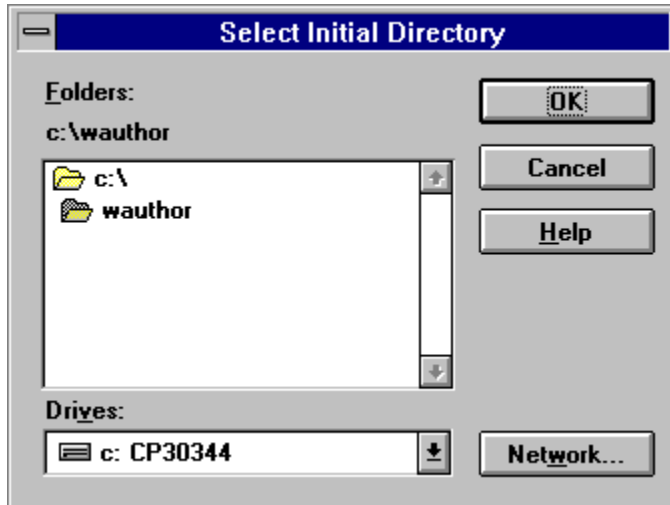 Select Initial Directory
Folders:
c:\wauthor
c:\
wauthor
Drives:
c: CP30344
OK
Cancel
Help
Network...